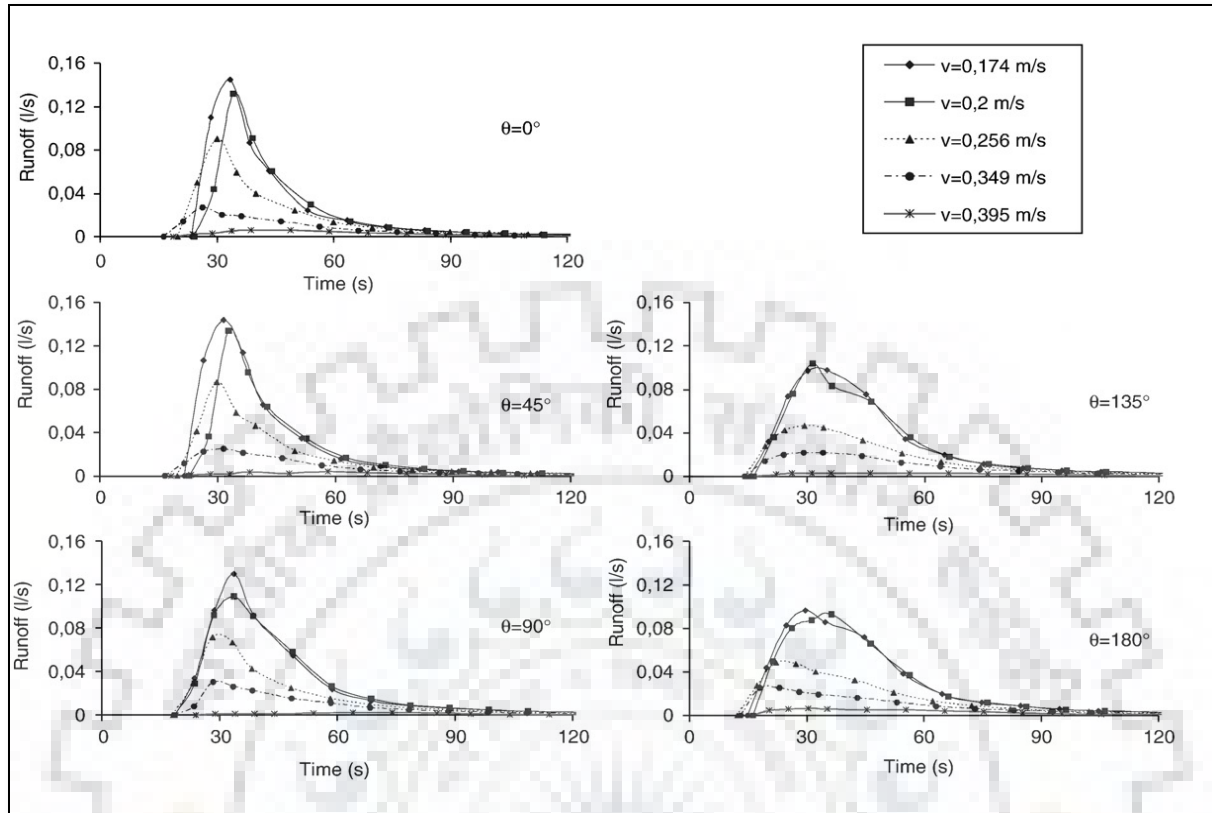 0,16
0,12
0,08
0,04
0
Runoff (l/s)
0 30 60 90 120
Time (s)
θ=0°
v=0,174 m/s
v=0,2 m/s
v=0,256 m/s
v=0,349 m/s
v=0,395 m/s
0,16
0,12
0,08
0,04
0
Runoff (l/s)
0 30 60 90 120
Time (s)
θ=45°
0,16
0,12
0,08
0,04
0
Runoff (l/s)
0 30 60 90 120
Time (s)
θ=135°
0,16
0,12
0,08
0,04
0
Runoff (l/s)
0 30 60 90 120
Time (s)
θ=90°
0,16
0,12
0,08
0,04
0
Runoff (l/s)
0 30 60 90 120
Time (s)
θ=180°